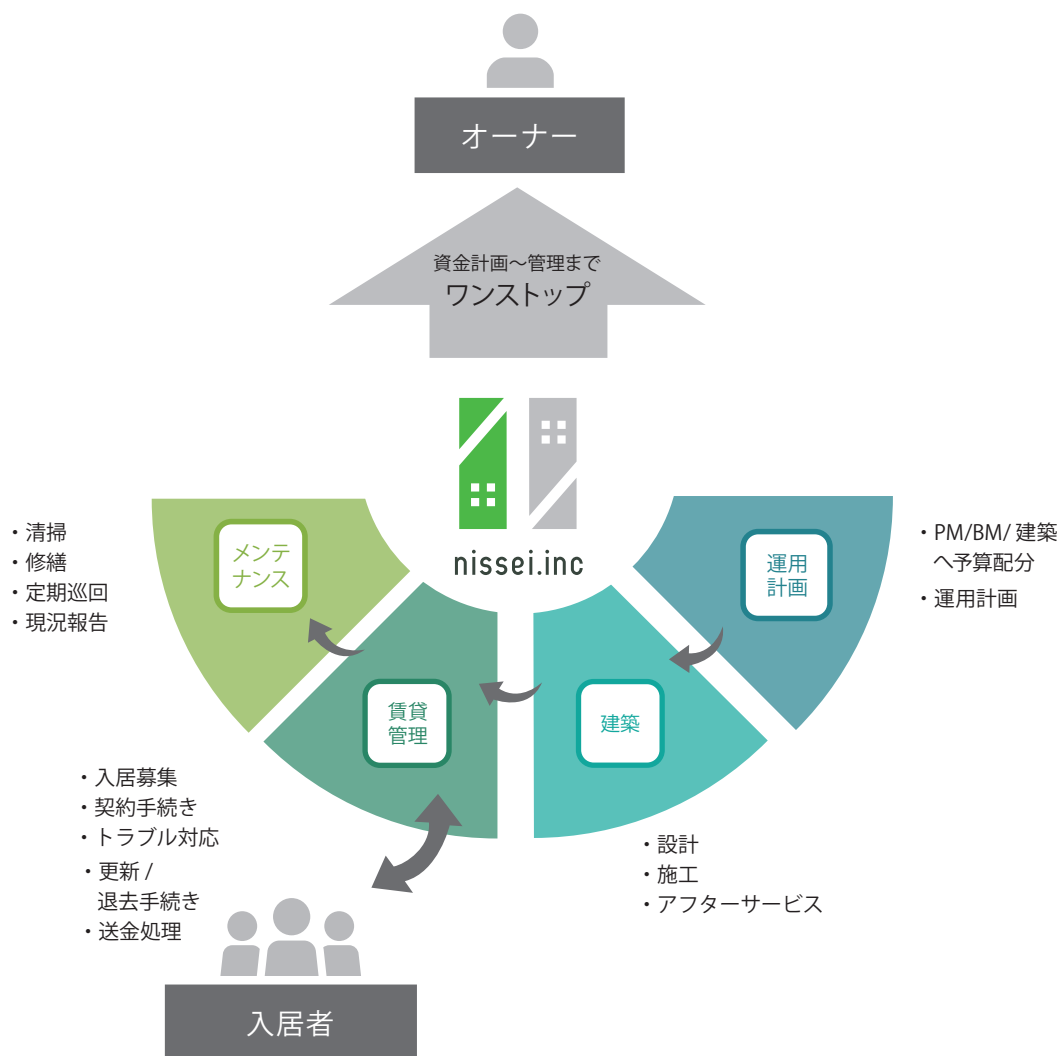 オーナー
資金計画～管理まで
ワンストップ
nissei.inc
メンテ
ナンス
・清掃
・修繕
・定期巡回
・現況報告
運用
計画
・PM/BM/ 建築
へ予算配分
・運用計画
賃貸
管理
建築
・入居募集
・契約手続き
・トラブル対応
・更新 /
退去手続き
・送金処理
・設計
・施工
・アフターサービス
入居者